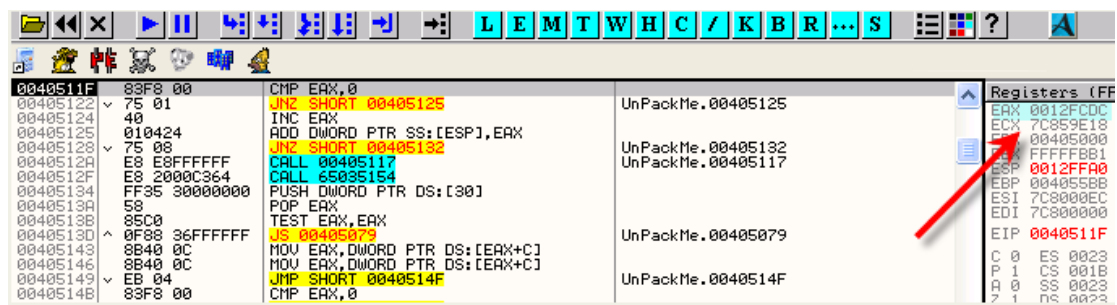 L E M T W H C / K B R ... S ?
0040511F 83F8 00 CMP EAX,0
00405122 75 01 JNZ SHORT 00405125 UnPackMe.00405125
00405124 40 INC EAX
00405125 010424 ADD DWORD PTR SS:[ESP],EAX
00405128 75 08 JNZ SHORT 00405132 UnPackMe.00405132
0040512A E8 E8FFFFFF CALL 00405117 UnPackMe.00405117
0040512F E8 2000C364 CALL 65035154
00405134 FF35 30000000 PUSH DWORD PTR DS:[30]
0040513A 58 POP EAX
0040513B 85C0 TEST EAX,EAX
0040513D ^ 0F88 36FFFFFF JS 00405079 UnPackMe.00405079
00405143 8B40 0C MOV EAX,DWORD PTR DS:[EAX+C]
00405146 8B40 0C MOV EAX,DWORD PTR DS:[EAX+C]
00405149 EB 04 JMP SHORT 0040514F UnPackMe.0040514F
0040514B 83F8 00 CMP EAX,0
Registers (FP
EAX 0012FCDC
ECX 7C859E18
00405000
FFFFFBB1
ESP 0012FFA0
EBP 004055BB
ESI 7C8000EC
EDI 7C800000
EIP 0040511F
C 0 ES 0023
P 1 CS 001B
A 0 SS 0023
Z 1 DS 0023